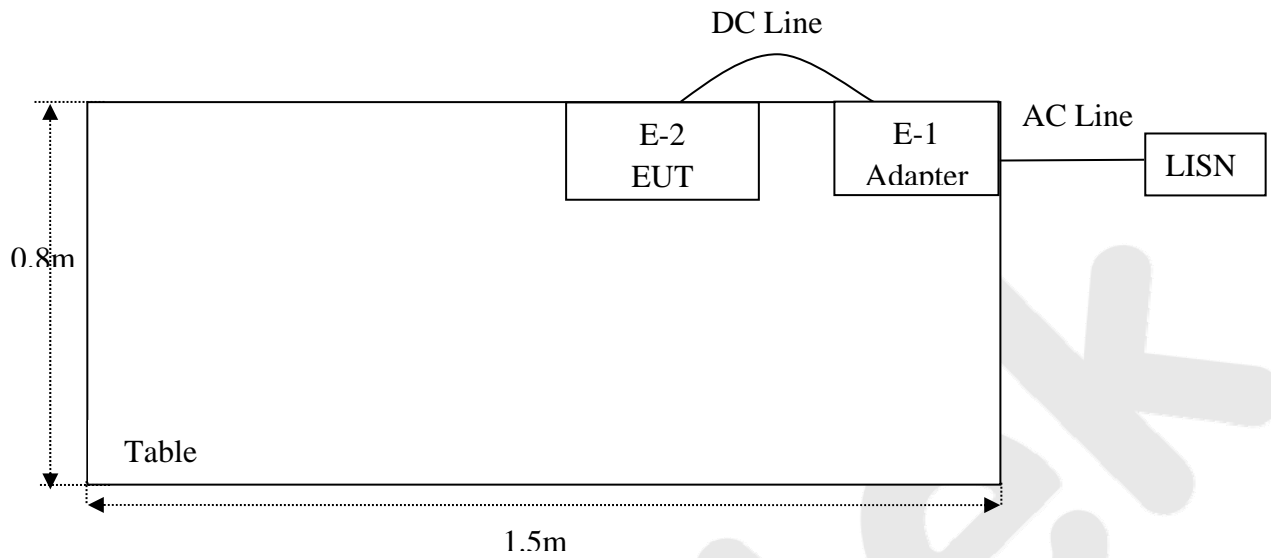 DC Line
E-2
EUT
E-1
Adapter
AC Line
LISN
0.8m
Table
1.5m